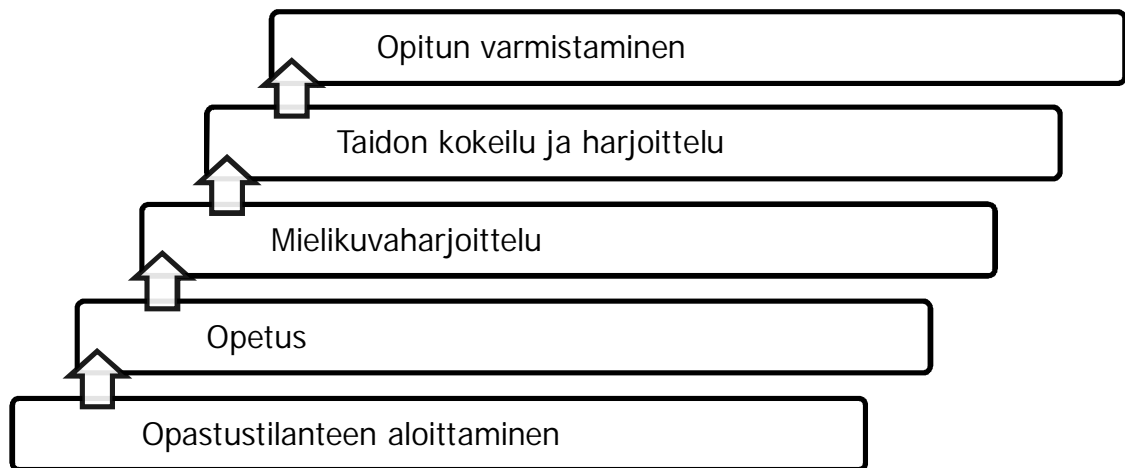 Opitun varmistaminen
Taidon kokeilu ja harjoittelu
Mielikuvaharjoittelu
Opetus
Opastustilanteen aloittaminen